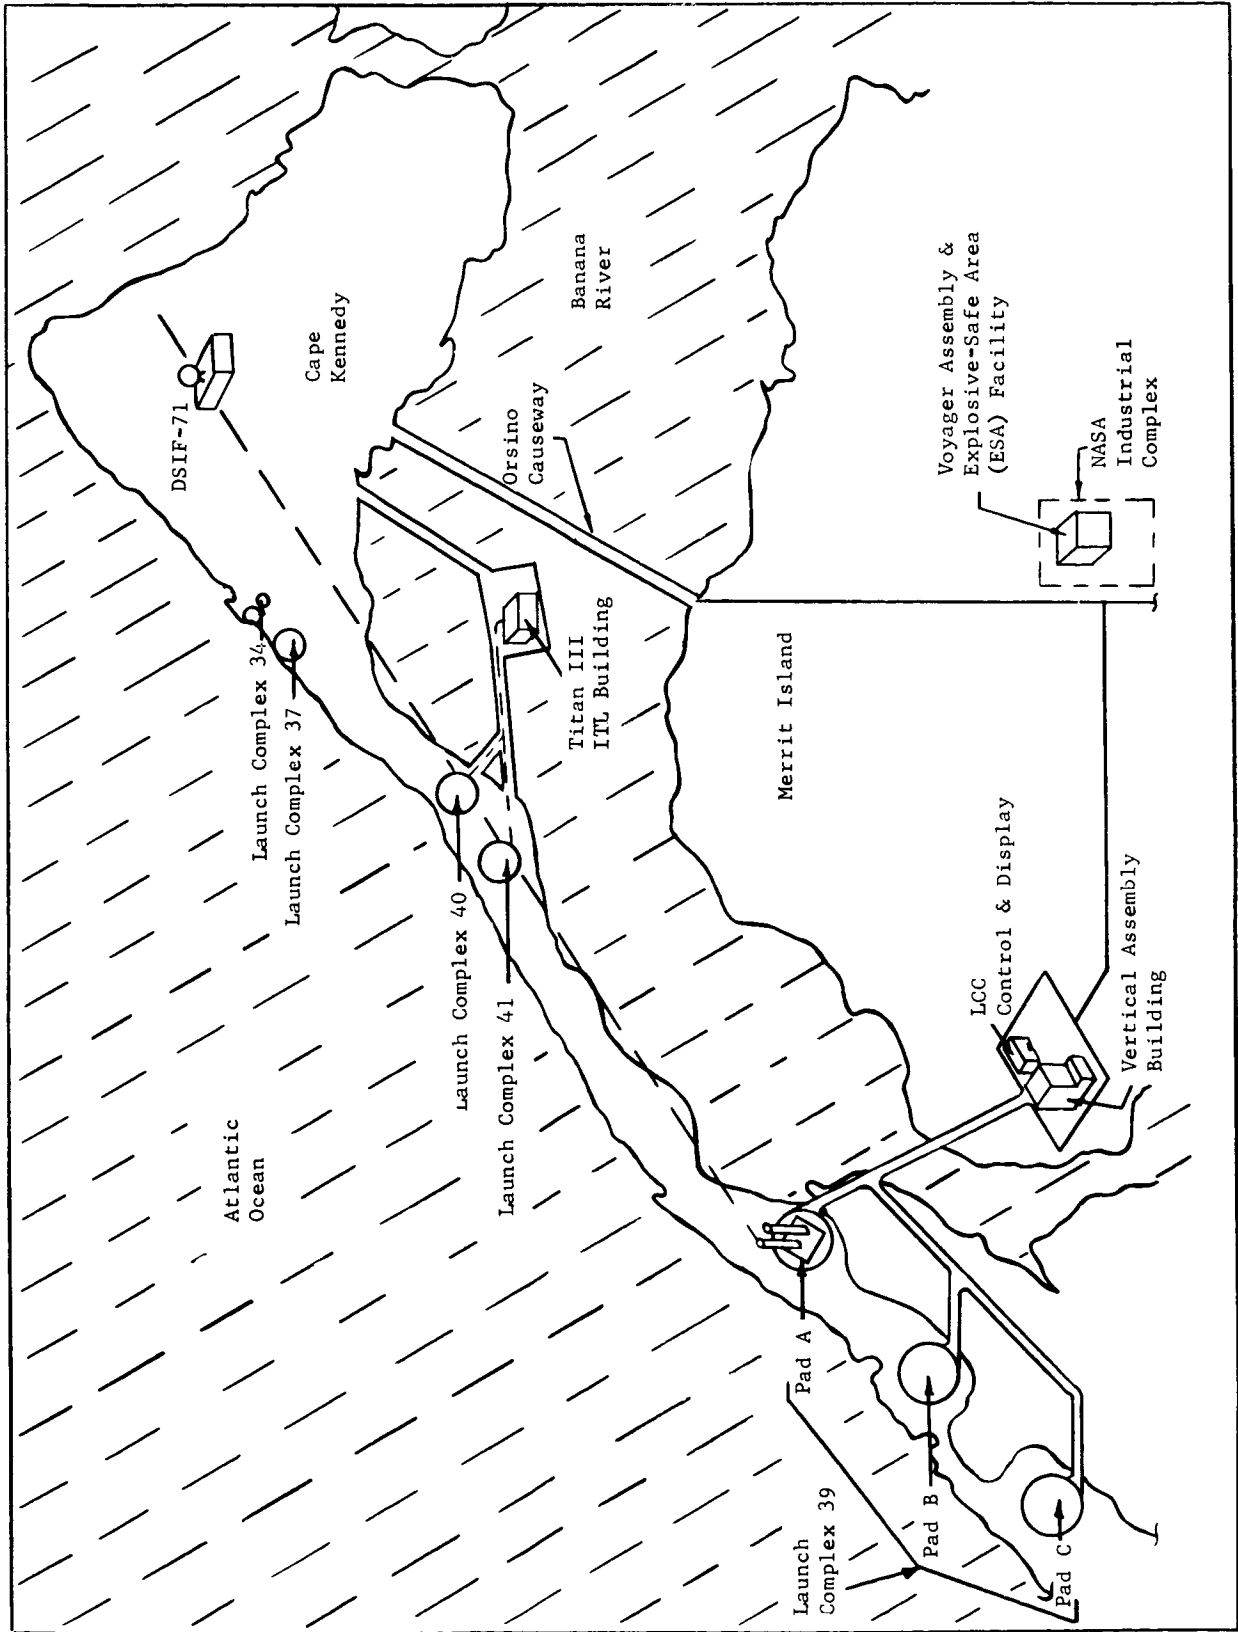 Launch
Complex 39
Pad A
Pad B
Pad C
Atlantic
Ocean
Launch Complex 40
Launch Complex 41
Launch Complex 34
Launch Complex 37
DSIF-71
Cape
Kennedy
Orsino
Causeway
Banana
River
Titan III
ITL Building
Merrit Island
LCC
Control & Display
Vertical Assembly
Building
Voyager Assembly &
Explosive-Safe Area
(ESA) Facility
NASA
Industrial
Complex